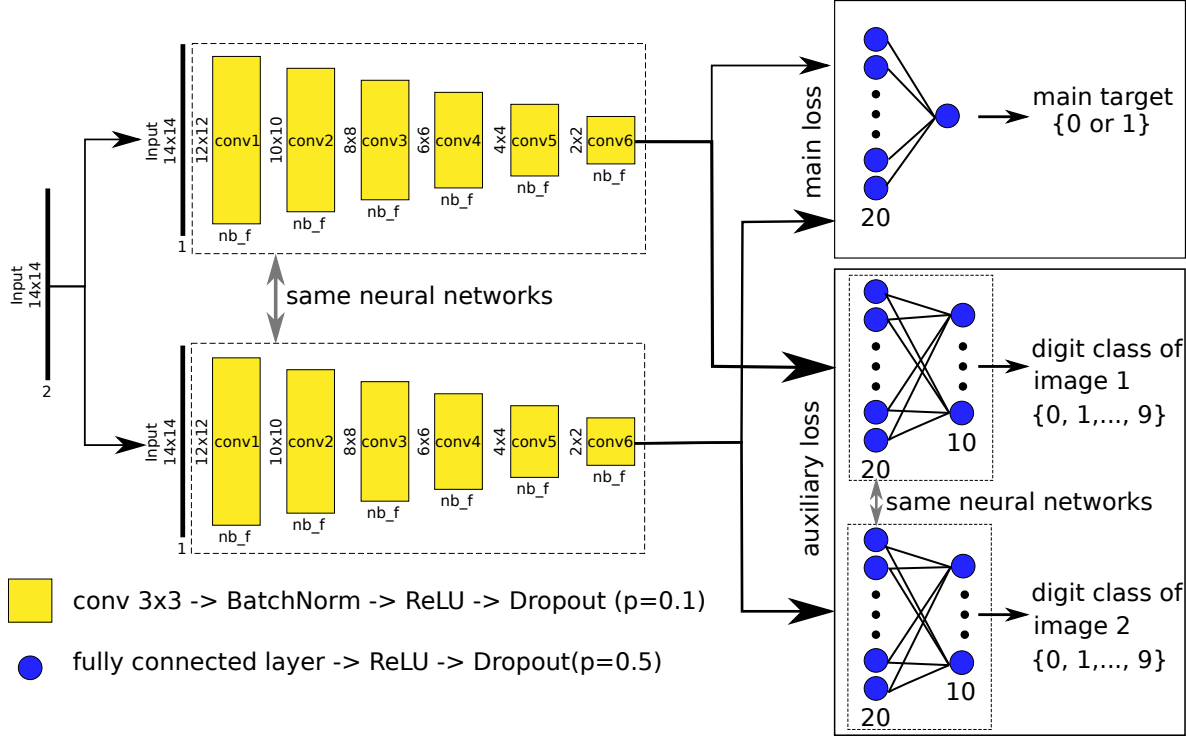 Input
14x14
2
Input
14x14
1
12x12
conv1
nb_f
10x10
conv2
nb_f
8x8
conv3
nb_f
6x6
conv4
nb_f
4x4
conv5
nb_f
2x2
conv6
nb_f
same neural networks
Input
14x14
1
12x12
conv1
nb_f
10x10
conv2
nb_f
8x8
conv3
nb_f
6x6
conv4
nb_f
4x4
conv5
nb_f
2x2
conv6
nb_f
main loss
20
main target
{0 or 1}
auxiliary loss
20
10
digit class of
image 1
{0, 1,..., 9}
same neural networks
20
10
digit class of
image 2
{0, 1,..., 9}
conv 3x3 -> BatchNorm -> ReLU -> Dropout (p=0.1)
fully connected layer -> ReLU -> Dropout(p=0.5)